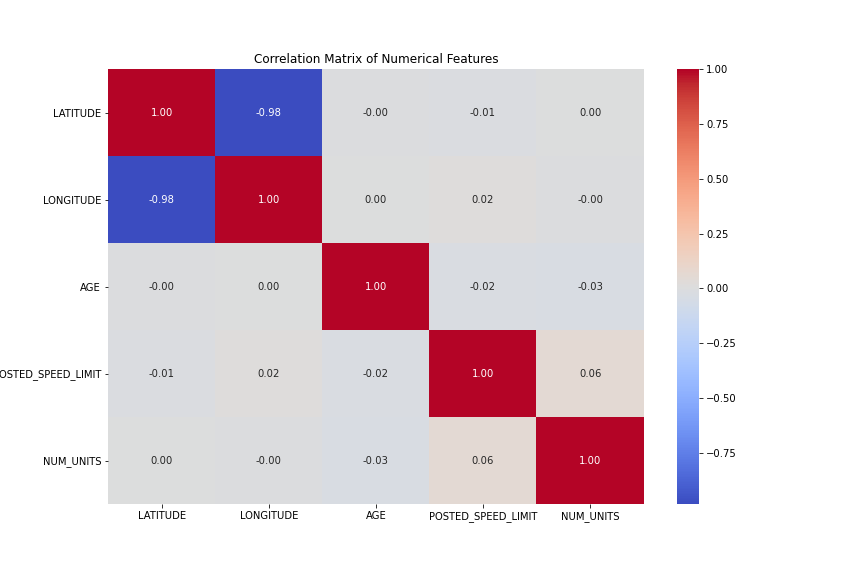 Correlation Matrix of Numerical Features
LATITUDE 1.00 -0.98 -0.00 -0.01 0.00
LONGITUDE -0.98 1.00 0.00 0.02 -0.00
AGE -0.00 0.00 1.00 -0.02 -0.03
OSTED_SPEED_LIMIT -0.01 0.02 -0.02 1.00 0.06
NUM_UNITS 0.00 -0.00 -0.03 0.06 1.00
LATITUDE LONGITUDE AGE POSTED_SPEED_LIMIT NUM_UNITS
1.00
0.75
0.50
0.25
0.00
−0.25
−0.50
−0.75